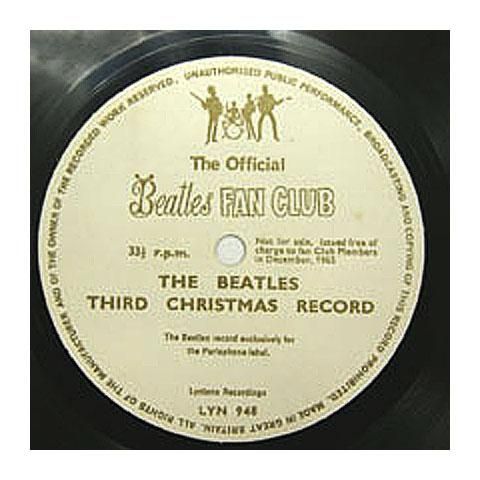 The Official
Beatles FAN CLUB
33⅓ r.p.m.
Not for sale. Issued free of
charge to fan Club Members
in December, 1965
THE BEATLES
THIRD CHRISTMAS RECORD
The Beatles record exclusively for
the Parlophone label.
Lyntone Recordings
LYN 948
ALL RIGHTS OF THE MANUFACTURER AND OF THE OWNER OF THE RECORDED WORK RESERVED. UNAUTHORISED PUBLIC PERFORMANCE, BROADCASTING AND COPYING OF THIS RECORD PROHIBITED. MADE IN GREAT BRITAIN.